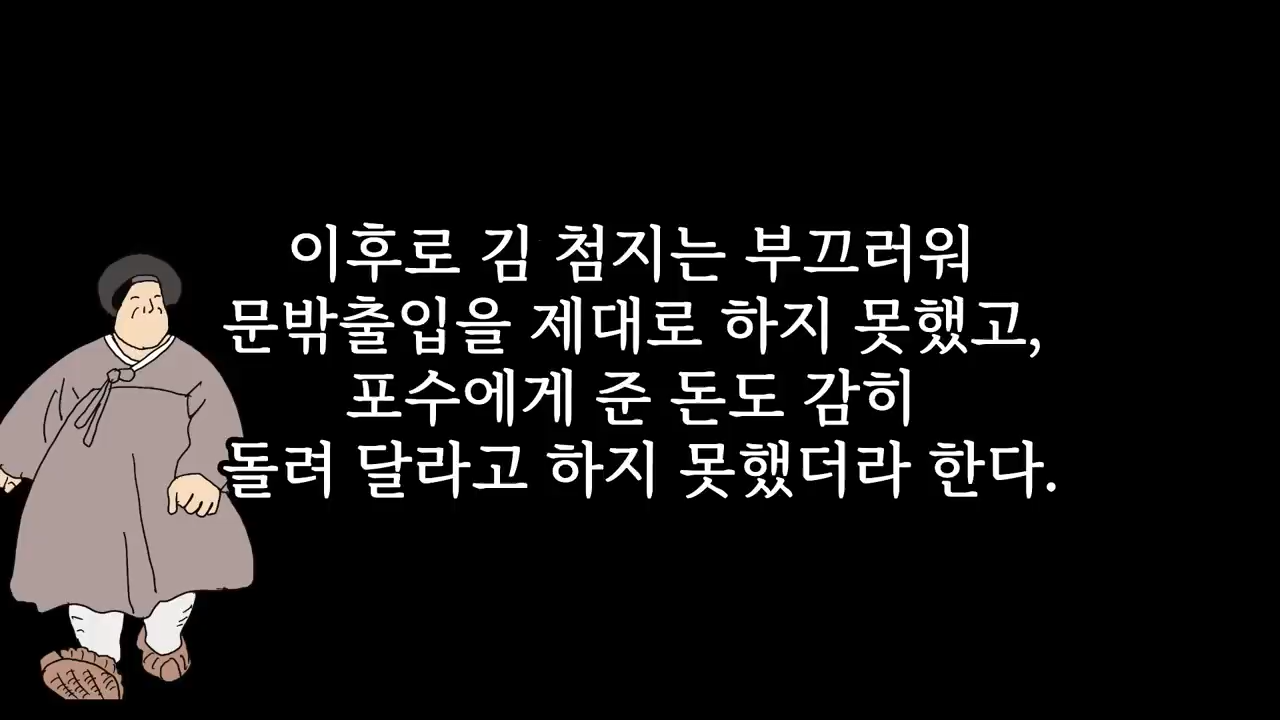 이후로 김 첨지는 부끄러워
문밖출입을 제대로 하지 못했고,
포수에게 준 돈도 감히
돌려 달라고 하지 못했더라 한다.